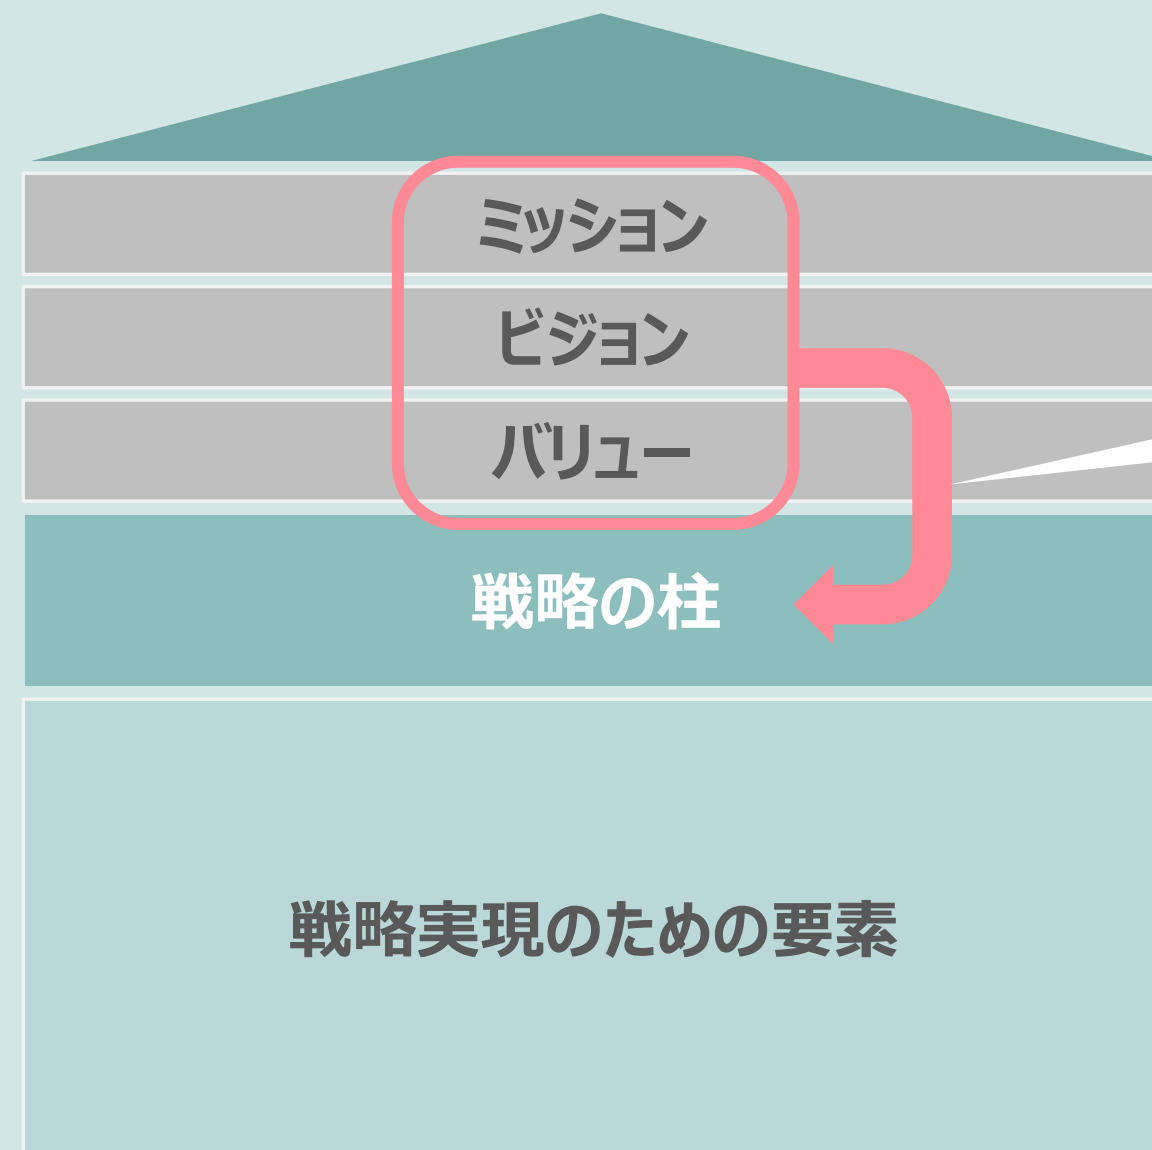 ミッション
ビジョン
バリュー
戦略の柱
戦略実現のための要素